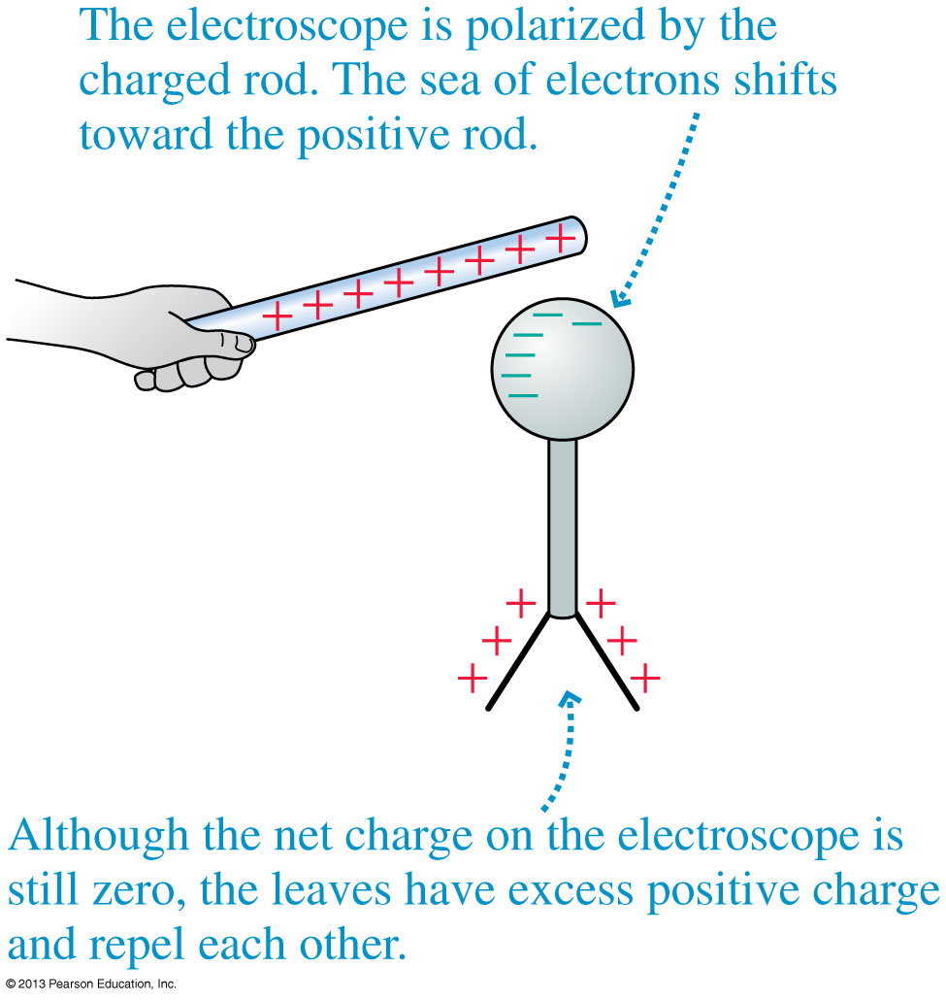 The electroscope is polarized by the
charged rod. The sea of electrons shifts
toward the positive rod.
+ + + + + + + +
− − − − − −
+ +
+ +
+ +
Although the net charge on the electroscope is
still zero, the leaves have excess positive charge
and repel each other.
© 2013 Pearson Education, Inc.